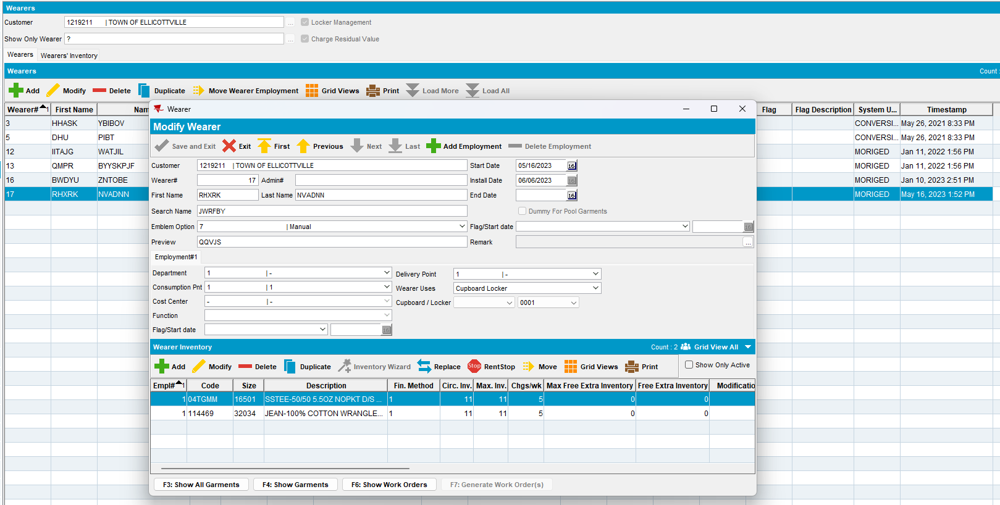 Wearers
Customer 1219211 | TOWN OF ELLICOTTVILLE ... Locker Management
Show Only Wearer ? ... Charge Residual Value
Wearers Wearers' Inventory
Wearers Count :
Add Modify Delete Duplicate Move Wearer Employment Grid Views Print Load More Load All
Wearer# 1 First Name Nam Flag Flag Description System U... Timestamp
3 HHASK YBIBOV CONVERSI... May 26, 2021 8:33 PM
5 DHU PIBT CONVERSI... May 26, 2021 8:33 PM
12 IITAJG WATJIL MORIGED Jan 11, 2022 1:56 PM
13 QMPR BYYSKPJF MORIGED Jan 11, 2022 1:56 PM
16 BWDYU ZNTOBE MORIGED Jan 10, 2023 2:51 PM
17 RHXRK NVADNN MORIGED May 16, 2023 1:52 PM
Wearer
Modify Wearer
Save and Exit Exit First Previous Next Last Add Employment Delete Employment
Customer 1219211 | TOWN OF ELLICOTTVILLE Start Date 05/16/2023 16
Wearer# 17 Admin# Install Date 06/06/2023 16
First Name RHXRK Last Name NVADNN End Date 16
Search Name JWRFBY Dummy For Pool Garments
Emblem Option 7 | Manual Flag/Start date 16
Preview QQVJS Remark ...
Employment#1
Department 1 | - Delivery Point 1 | -
Consumption Pnt 1 | 1 Wearer Uses Cupboard Locker
Cost Center - | - Cupboard / Locker 0001
Function
Flag/Start date 16
Wearer Inventory Count : 2 Grid View All
Add Modify Delete Duplicate Inventory Wizard Replace Stop RentStop Move Grid Views Print Show Only Active
Empl# 1 Code Size Description Fin. Method Circ. Inv. Max. Inv. Chgs/wk Max Free Extra Inventory Free Extra Inventory Modificatio
1 04TGMM 16501 SSTEE-50/50 5.5OZ NOPKT D/S ... 1 11 11 5 0 0
1 114469 32034 JEAN-100% COTTON WRANGLE... 1 11 11 5 0 0
F3: Show All Garments F4: Show Garments F6: Show Work Orders F7: Generate Work Order(s)